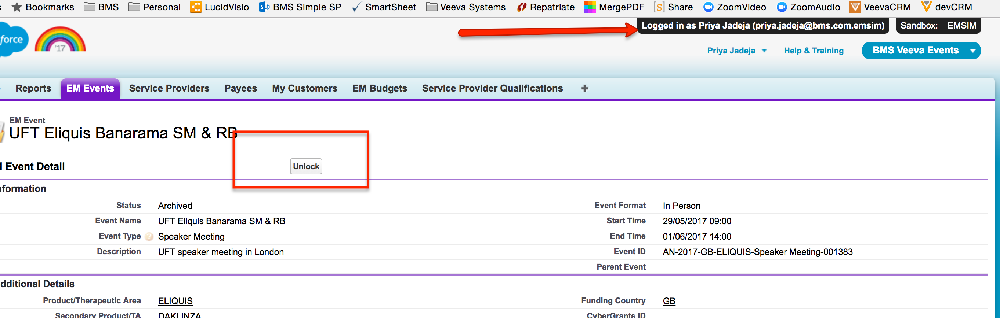 Bookmarks BMS Personal LucidVisio BMS Simple SP SmartSheet Veeva Systems Repatriate MergePDF [S] Share ZoomVideo ZoomAudio VeevaCRM devCRM
Logged in as Priya Jadeja (priya.jadeja@bms.com.emsim) Sandbox: EMSIM
force '17
Priya Jadeja Help & Training BMS Veeva Events
Reports EM Events Service Providers Payees My Customers EM Budgets Service Provider Qualifications +
EM Event
UFT Eliquis Banarama SM & RB
Event Detail Unlock
nformation
Status Archived Event Format In Person
Event Name UFT Eliquis Banarama SM & RB Start Time 29/05/2017 09:00
Event Type ? Speaker Meeting End Time 01/06/2017 14:00
Description UFT speaker meeting in London Event ID AN-2017-GB-ELIQUIS-Speaker Meeting-001383
Parent Event
dditional Details
Product/Therapeutic Area ELIQUIS Funding Country GB
Secondary Product/TA DAKLINZA CyberGrants ID